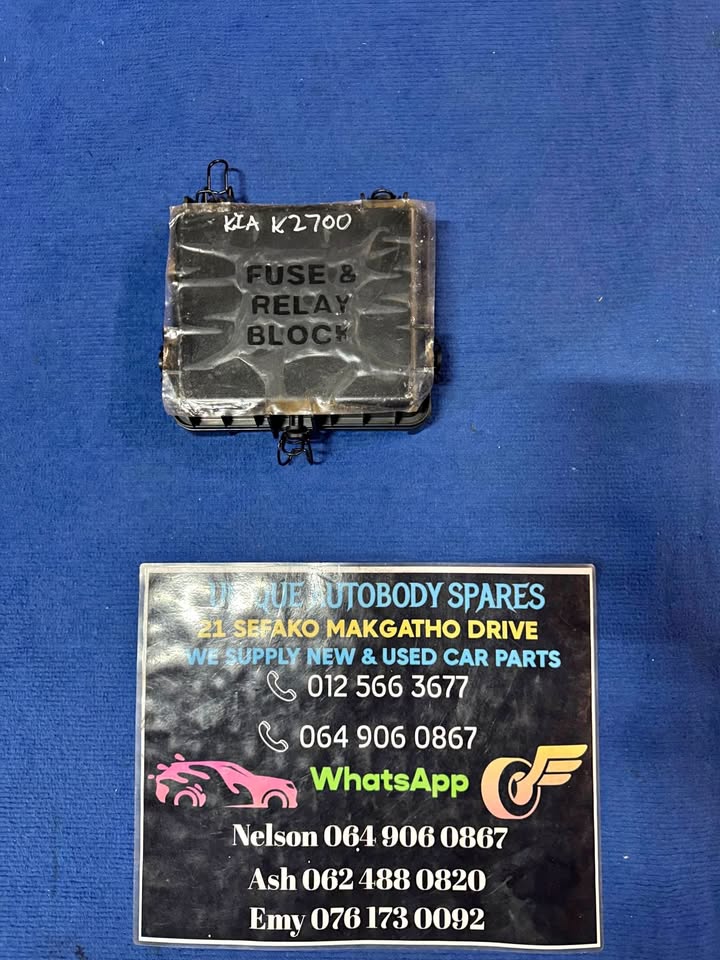 KIA K2700
FUSE &
RELAY
BLOCK
UNIQUE AUTOBODY SPARES
21 SEFAKO MAKGATHO DRIVE
WE SUPPLY NEW & USED CAR PARTS
012 566 3677
064 906 0867
WhatsApp
Nelson 064 906 0867
Ash 062 488 0820
Emy 076 173 0092